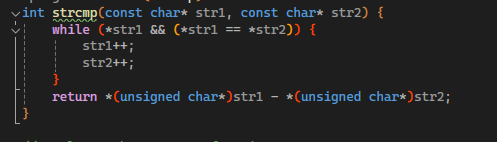 int strcmp(const char* str1, const char* str2) {
    while (*str1 && (*str1 == *str2)) {
        str1++;
        str2++;
    }
    return *(unsigned char*)str1 - *(unsigned char*)str2;
}